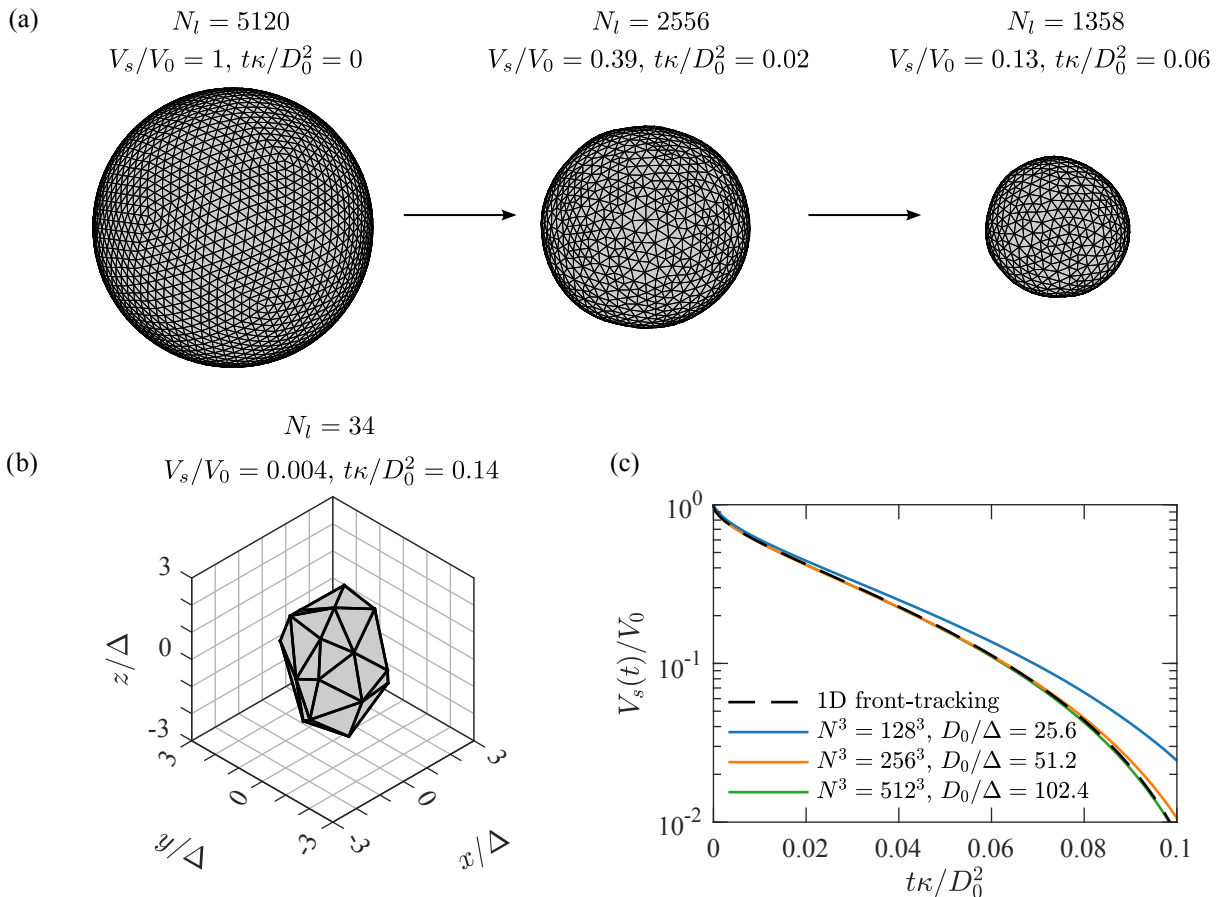 (a)
N_l = 5120
V_s/V_0 = 1, tκ/D_0^2 = 0
N_l = 2556
V_s/V_0 = 0.39, tκ/D_0^2 = 0.02
N_l = 1358
V_s/V_0 = 0.13, tκ/D_0^2 = 0.06
(b)
N_l = 34
V_s/V_0 = 0.004, tκ/D_0^2 = 0.14
3
0
-3
z/Δ
3
0
-3
y/Δ
-3
0
3
x/Δ
(c)
10^0
10^-1
10^-2
V_s(t)/V_0
1D front-tracking
N^3 = 128^3, D_0/Δ = 25.6
N^3 = 256^3, D_0/Δ = 51.2
N^3 = 512^3, D_0/Δ = 102.4
0 0.02 0.04 0.06 0.08 0.1
tκ/D_0^2